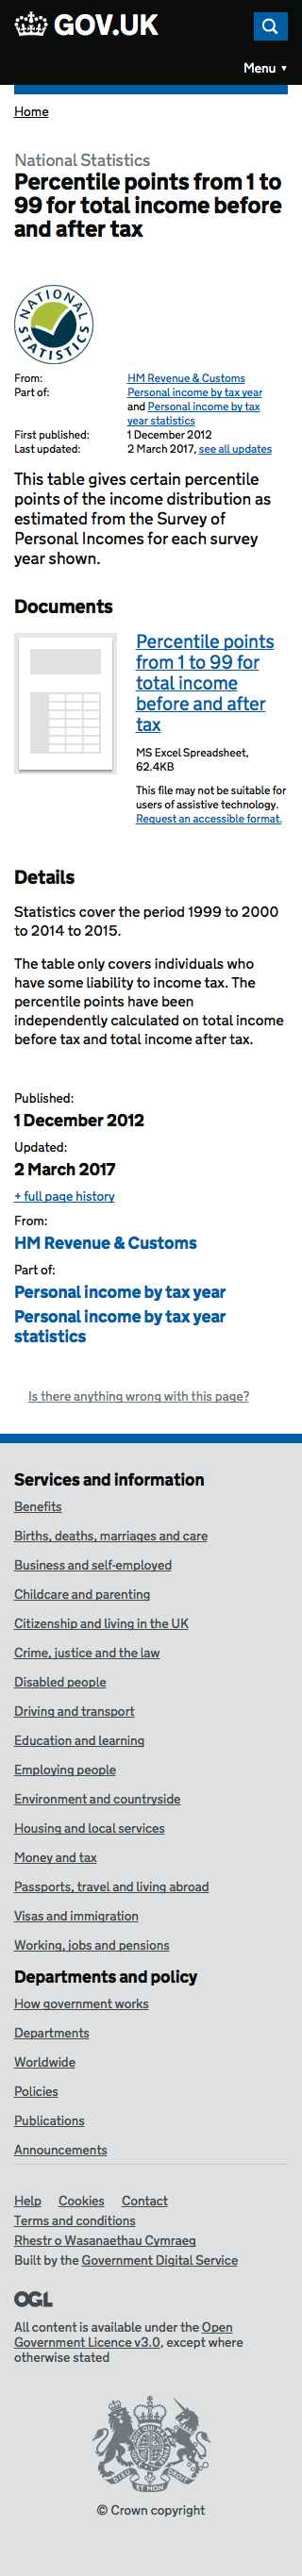 GOV.UK
Menu ▼
Home
National Statistics
Percentile points from 1 to
99 for total income before
and after tax
NATIONAL STATISTICS
From:
HM Revenue & Customs
Part of:
Personal income by tax year
and Personal income by tax
year statistics
First published:
1 December 2012
Last updated:
2 March 2017, see all updates
This table gives certain percentile
points of the income distribution as
estimated from the Survey of
Personal Incomes for each survey
year shown.
Documents
Percentile points
from 1 to 99 for
total income
before and after
tax
MS Excel Spreadsheet,
62.4KB
This file may not be suitable for
users of assistive technology.
Request an accessible format.
Details
Statistics cover the period 1999 to 2000
to 2014 to 2015.
The table only covers individuals who
have some liability to income tax. The
percentile points have been
independently calculated on total income
before tax and total income after tax.
Published:
1 December 2012
Updated:
2 March 2017
+ full page history
From:
HM Revenue & Customs
Part of:
Personal income by tax year
Personal income by tax year
statistics
Is there anything wrong with this page?
Services and information
Benefits
Births, deaths, marriages and care
Business and self-employed
Childcare and parenting
Citizenship and living in the UK
Crime, justice and the law
Disabled people
Driving and transport
Education and learning
Employing people
Environment and countryside
Housing and local services
Money and tax
Passports, travel and living abroad
Visas and immigration
Working, jobs and pensions
Departments and policy
How government works
Departments
Worldwide
Policies
Publications
Announcements
Help Cookies Contact
Terms and conditions
Rhestr o Wasanaethau Cymraeg
Built by the Government Digital Service
OGL
All content is available under the Open
Government Licence v3.0, except where
otherwise stated
DIEU ET MON
© Crown copyright